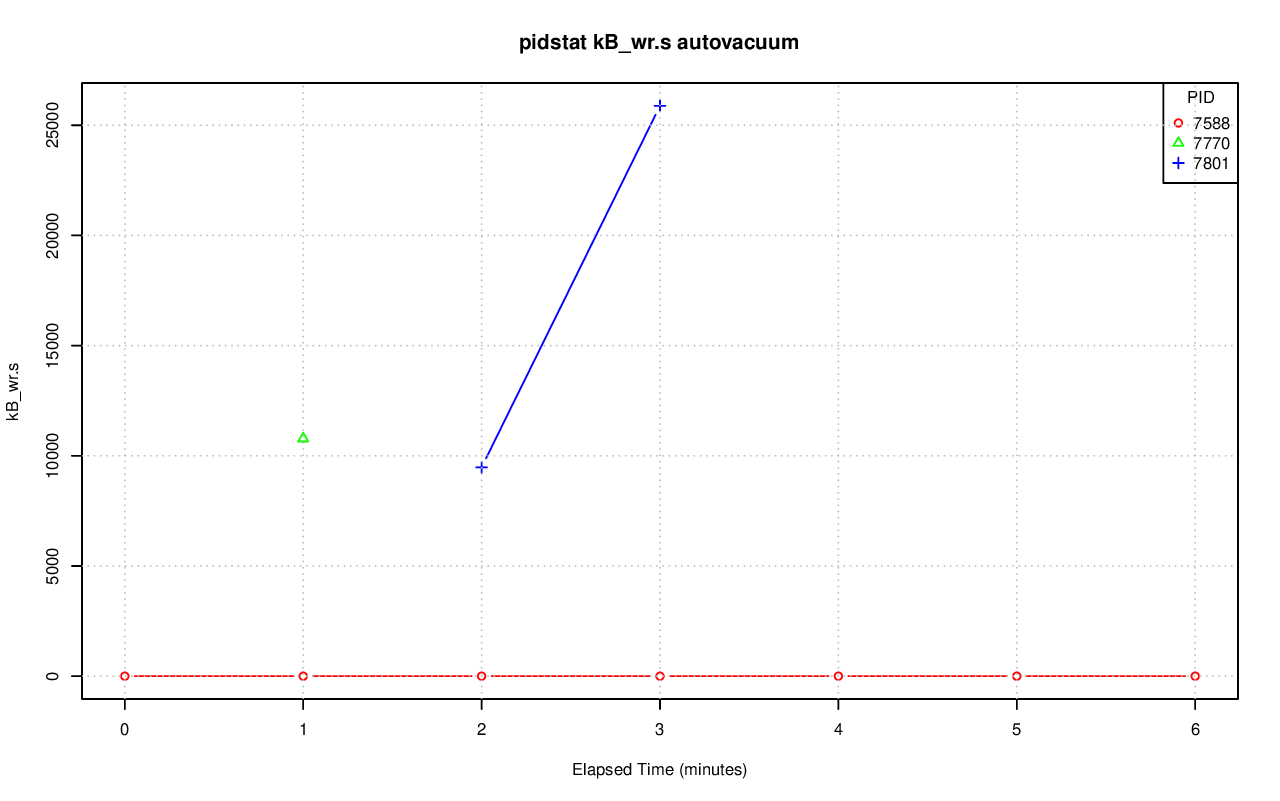 pidstat kB_wr.s autovacuum
PID
7588
7770
7801
kB_wr.s
25000
20000
15000
10000
5000
0
0 1 2 3 4 5 6
Elapsed Time (minutes)